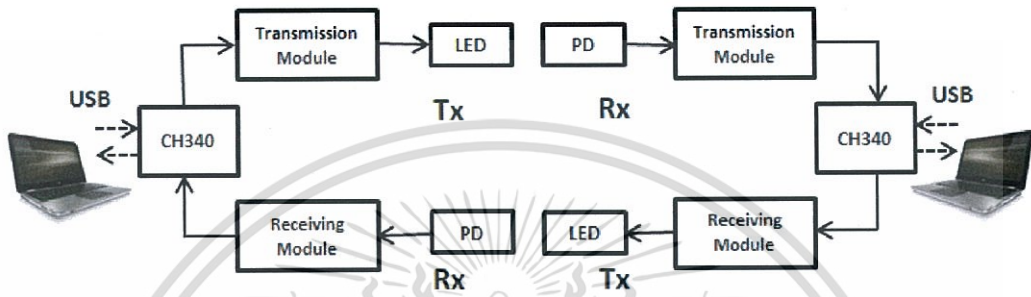 Transmission
Module
LED
PD
Transmission
Module
USB
CH340
Tx
Rx
CH340
USB
Receiving
Module
PD
LED
Receiving
Module
Rx
Tx